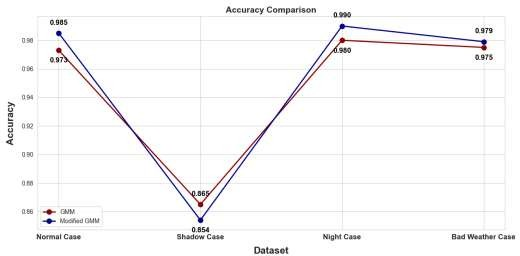 Accuracy Comparison
0.985
0.973
0.865
0.854
0.990
0.980
0.979
0.975
0.98
0.96
0.94
0.92
0.90
0.88
0.86
Accuracy
GMM
Modified GMM
Normal Case
Shadow Case
Night Case
Bad Weather Case
Dataset